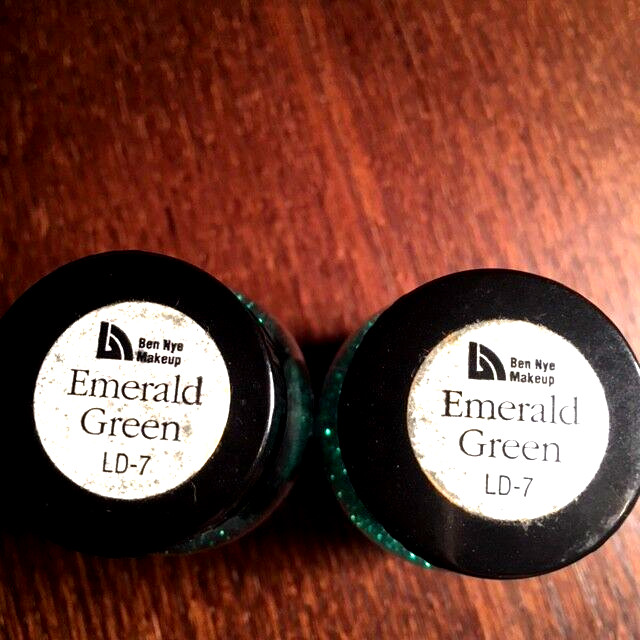 Ben Nye
Makeup
Emerald
Green
LD-7
Ben Nye
Makeup
Emerald
Green
LD-7